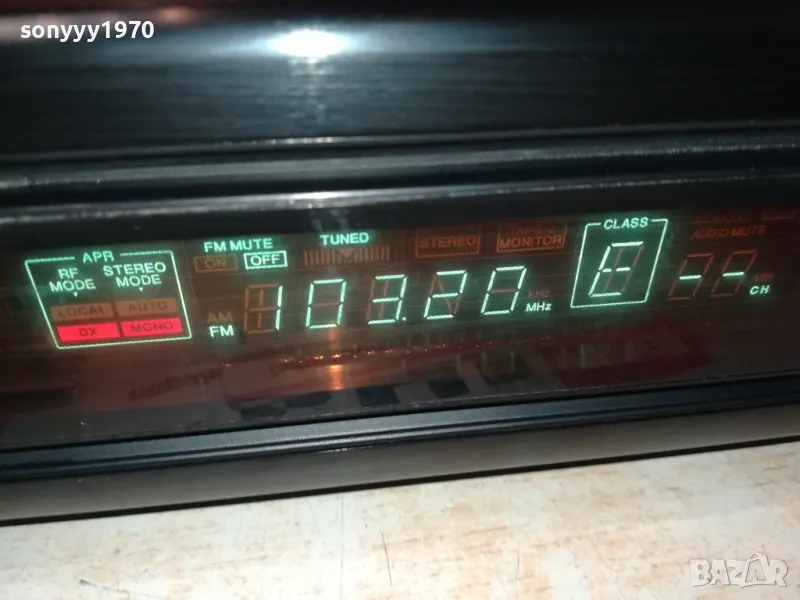 sonyyy1970
APR
RF MODE STEREO MODE
LOCAL AUTO
DX MONO
FM MUTE
ON OFF
TUNED
STEREO
MONITOR
CLASS
E
AUDIO MUTE
AM
FM
103.20
kHz
MHz
--
CH
BAZAR